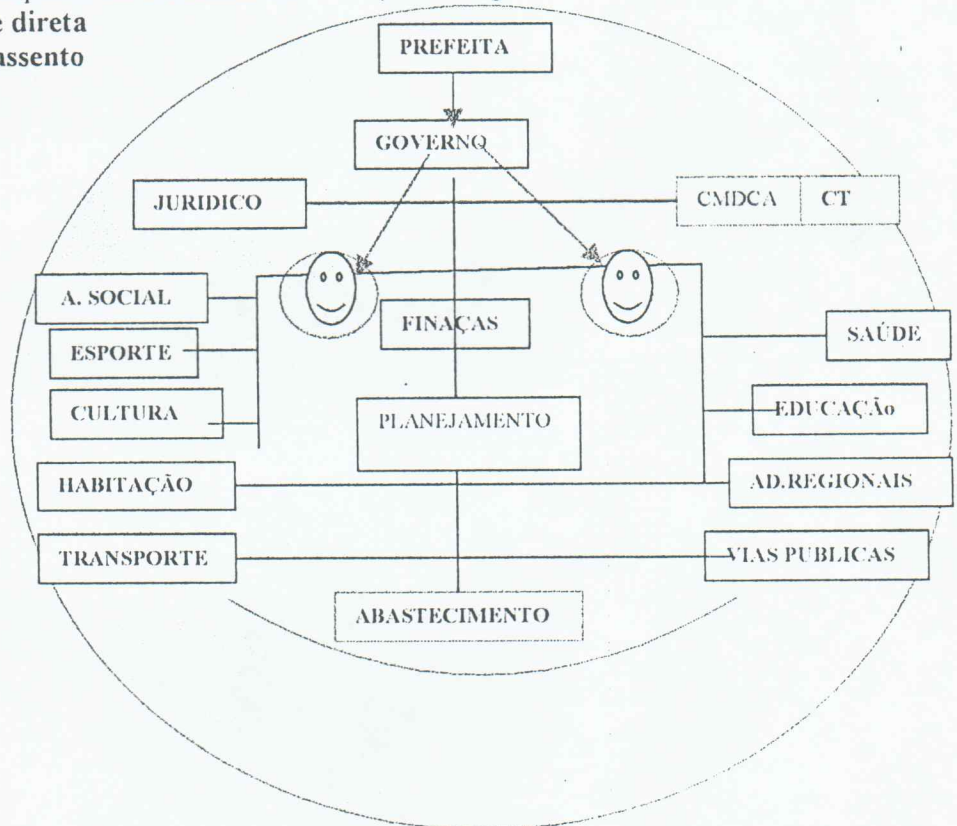 e direta
assento
PREFEITA
GOVERNO
JURIDICO
CMDCA CT
A. SOCIAL
FINAÇAS
SAÚDE
ESPORTE
CULTURA
PLANEJAMENTO
EDUCAÇÃo
HABITAÇÃO
AD.REGIONAIS
TRANSPORTE
VIAS PUBLICAS
ABASTECIMENTO